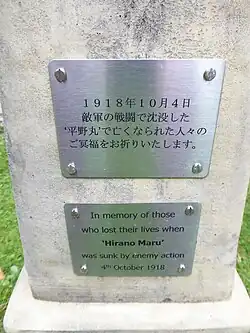 1918年10月4日
敵軍の戦闘で沈没した
‘平野丸’で亡くなられた人々の
ご冥福をお祈りいたします。
In memory of those
who lost their lives when
‘Hirano Maru’
was sunk by enemy action
4th October 1918